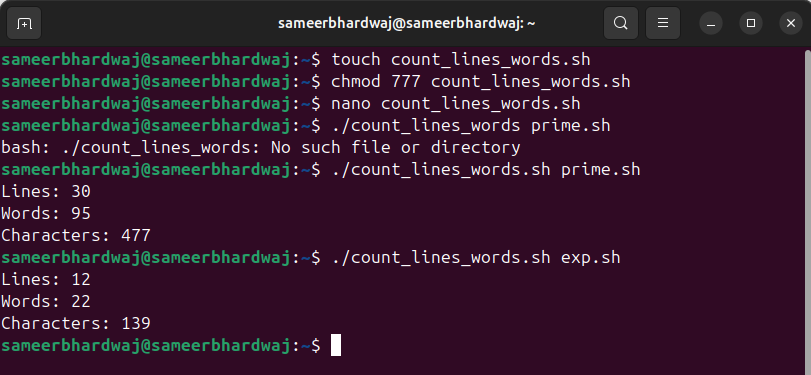 sameerbhardwaj@sameerbhardwaj: ~
sameerbhardwaj@sameerbhardwaj:~$ touch count_lines_words.sh
sameerbhardwaj@sameerbhardwaj:~$ chmod 777 count_lines_words.sh
sameerbhardwaj@sameerbhardwaj:~$ nano count_lines_words.sh
sameerbhardwaj@sameerbhardwaj:~$ ./count_lines_words prime.sh
bash: ./count_lines_words: No such file or directory
sameerbhardwaj@sameerbhardwaj:~$ ./count_lines_words.sh prime.sh
Lines: 30
Words: 95
Characters: 477
sameerbhardwaj@sameerbhardwaj:~$ ./count_lines_words.sh exp.sh
Lines: 12
Words: 22
Characters: 139
sameerbhardwaj@sameerbhardwaj:~$